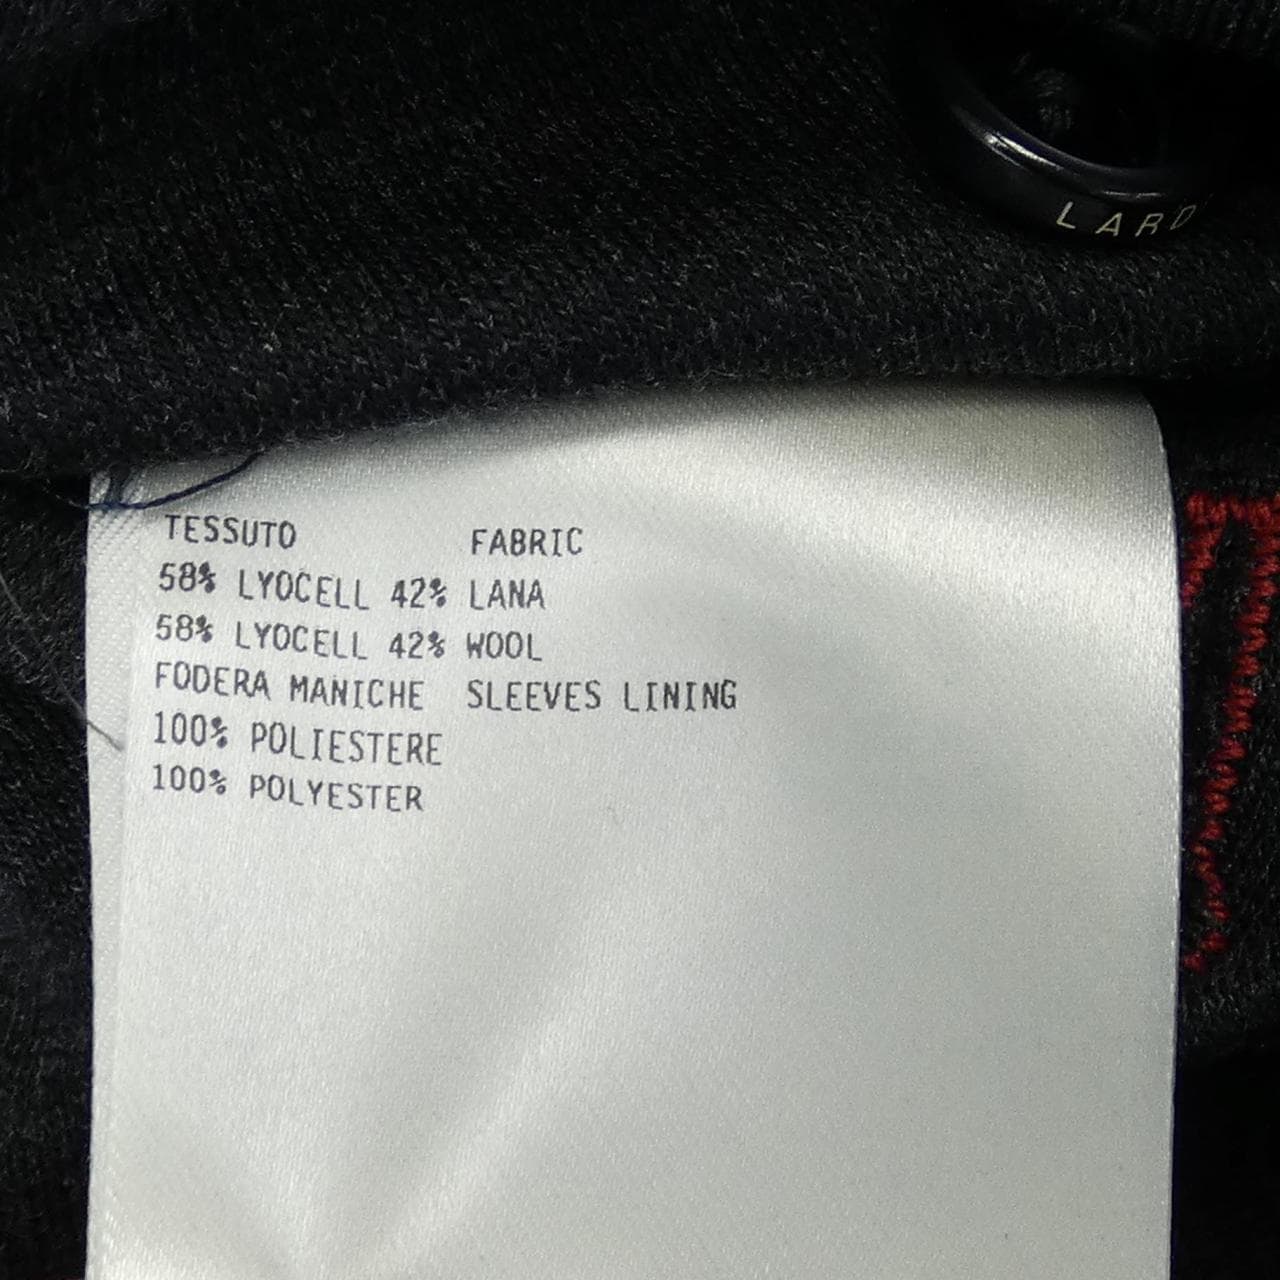 LARD
TESSUTO FABRIC
58% LYOCELL 42% LANA
58% LYOCELL 42% WOOL
FODERA MANICHE SLEEVES LINING
100% POLIESTERE
100% POLYESTER